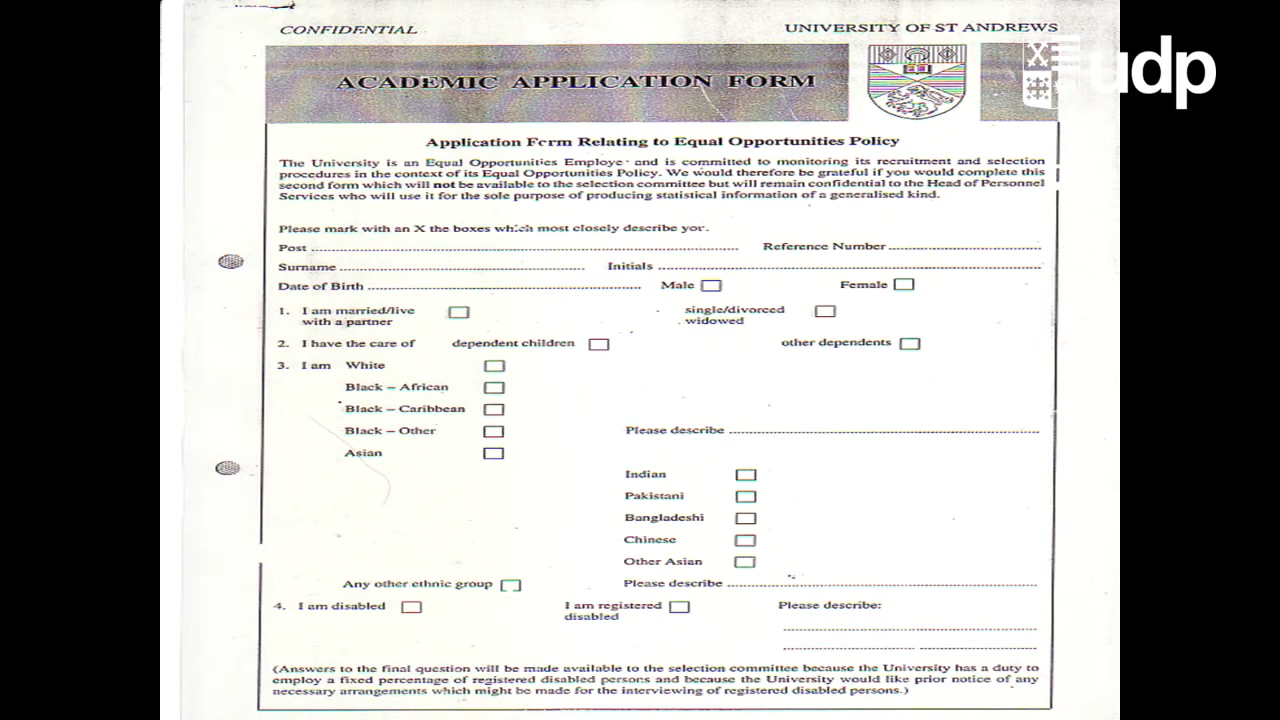 CONFIDENTIAL
UNIVERSITY OF ST ANDREWS
udp
ACADEMIC APPLICATION FORM
Application Form Relating to Equal Opportunities Policy
The University is an Equal Opportunities Employe and is committed to monitoring its recruitment and selection
procedures in the context of its Equal Opportunities Policy. We would therefore be grateful if you would complete this
second form which will not be available to the selection committee but will remain confidential to the Head of Personnel
Services who will use it for the sole purpose of producing statistical information of a generalised kind.
Please mark with an X the boxes which most closely describe you.
Post Reference Number
Surname Initials
Date of Birth Male Female
1. I am married/live single/divorced
with a partner widowed
2. I have the care of dependent children other dependents
3. I am White
Black – African
Black – Caribbean
Black – Other Please describe
Asian
Indian
Pakistani
Bangladeshi
Chinese
Other Asian
Any other ethnic group Please describe
4. I am disabled I am registered Please describe:
disabled
(Answers to the final question will be made available to the selection committee because the University has a duty to
employ a fixed percentage of registered disabled persons and because the University would like prior notice of any
necessary arrangements which might be made for the interviewing of registered disabled persons.)